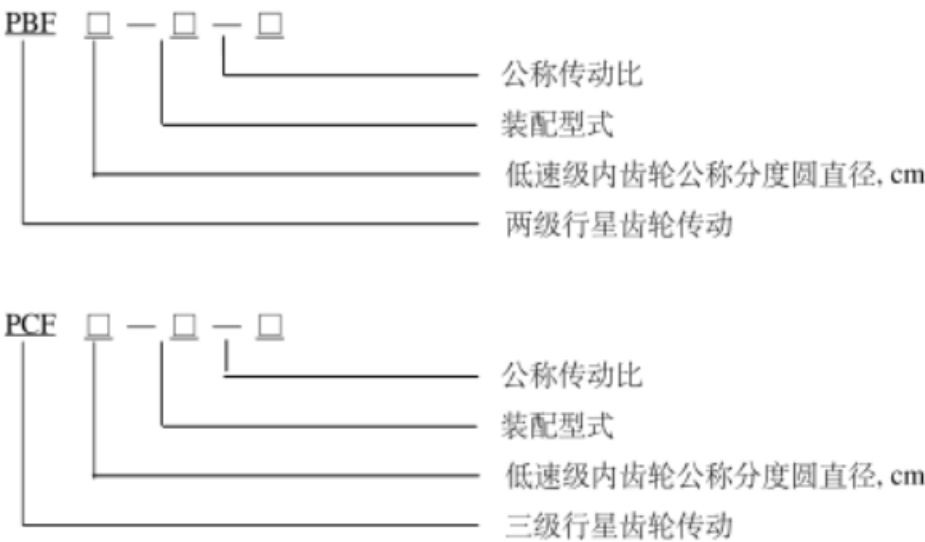 PBF □ — □ — □
公称传动比
装配型式
低速级内齿轮公称分度圆直径, cm
两级行星齿轮传动
PCF □ — □ — □
公称传动比
装配型式
低速级内齿轮公称分度圆直径, cm
三级行星齿轮传动